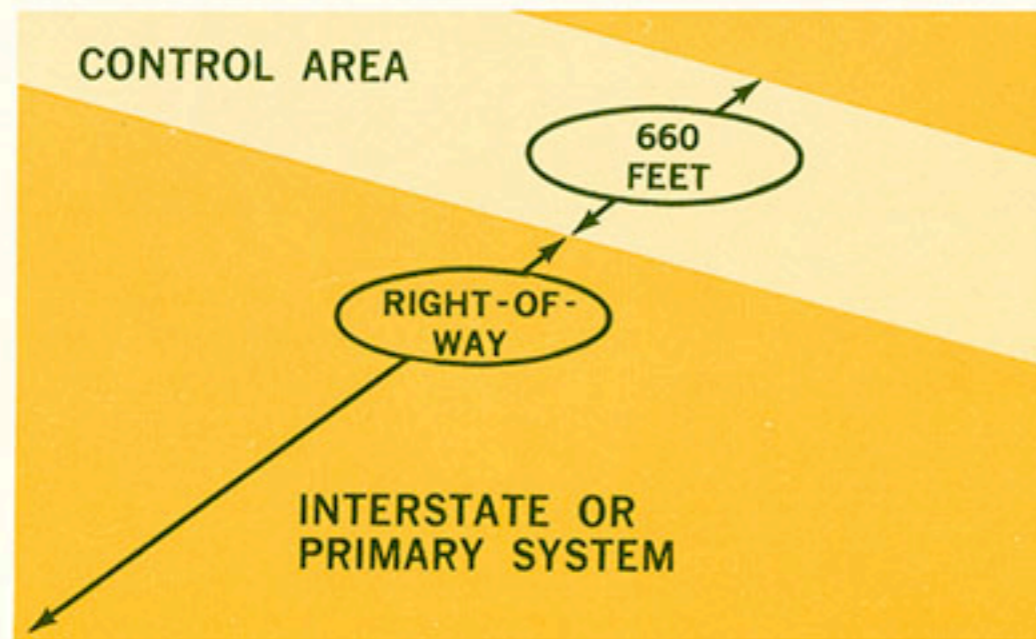 CONTROL AREA
660
FEET
RIGHT-OF-
WAY
INTERSTATE OR
PRIMARY SYSTEM